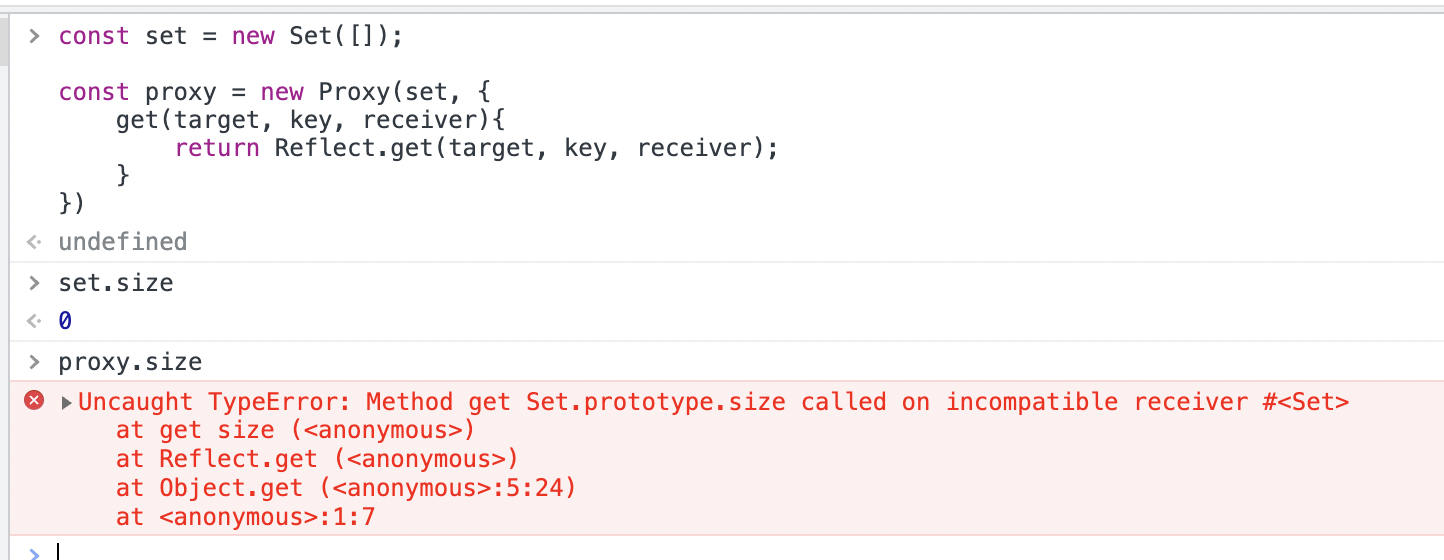 > const set = new Set([]);
const proxy = new Proxy(set, {
get(target, key, receiver){
return Reflect.get(target, key, receiver);
}
})
<· undefined
> set.size
<· 0
> proxy.size
▶Uncaught TypeError: Method get Set.prototype.size called on incompatible receiver #<Set>
at get size (<anonymous>)
at Reflect.get (<anonymous>)
at Object.get (<anonymous>:5:24)
at <anonymous>:1:7
>